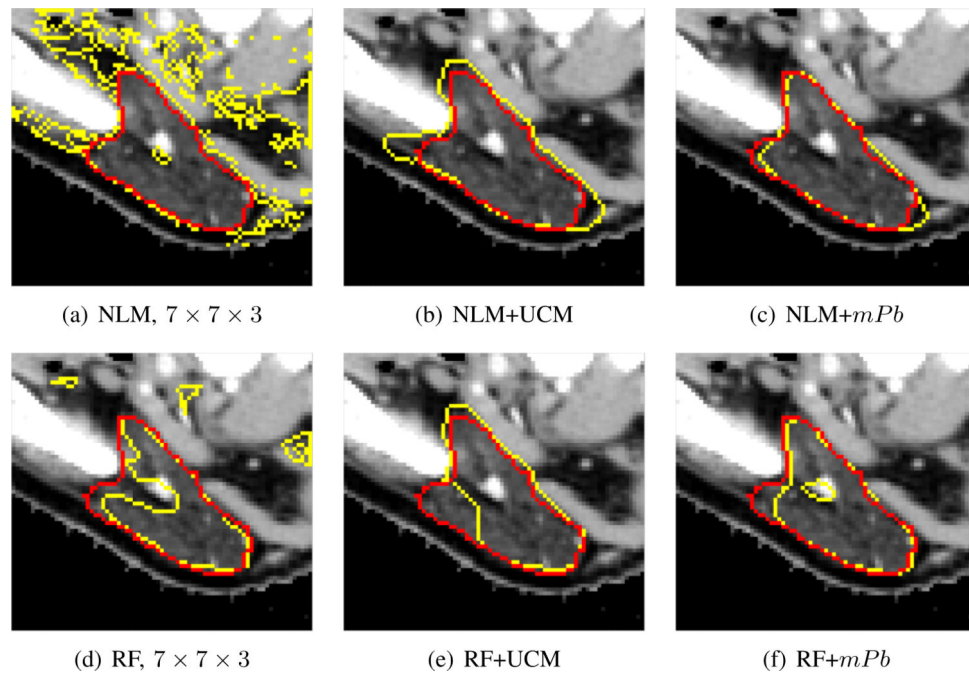 (a) NLM, 7 × 7 × 3
(b) NLM+UCM
(c) NLM+mPb
(d) RF, 7 × 7 × 3
(e) RF+UCM
(f) RF+mPb